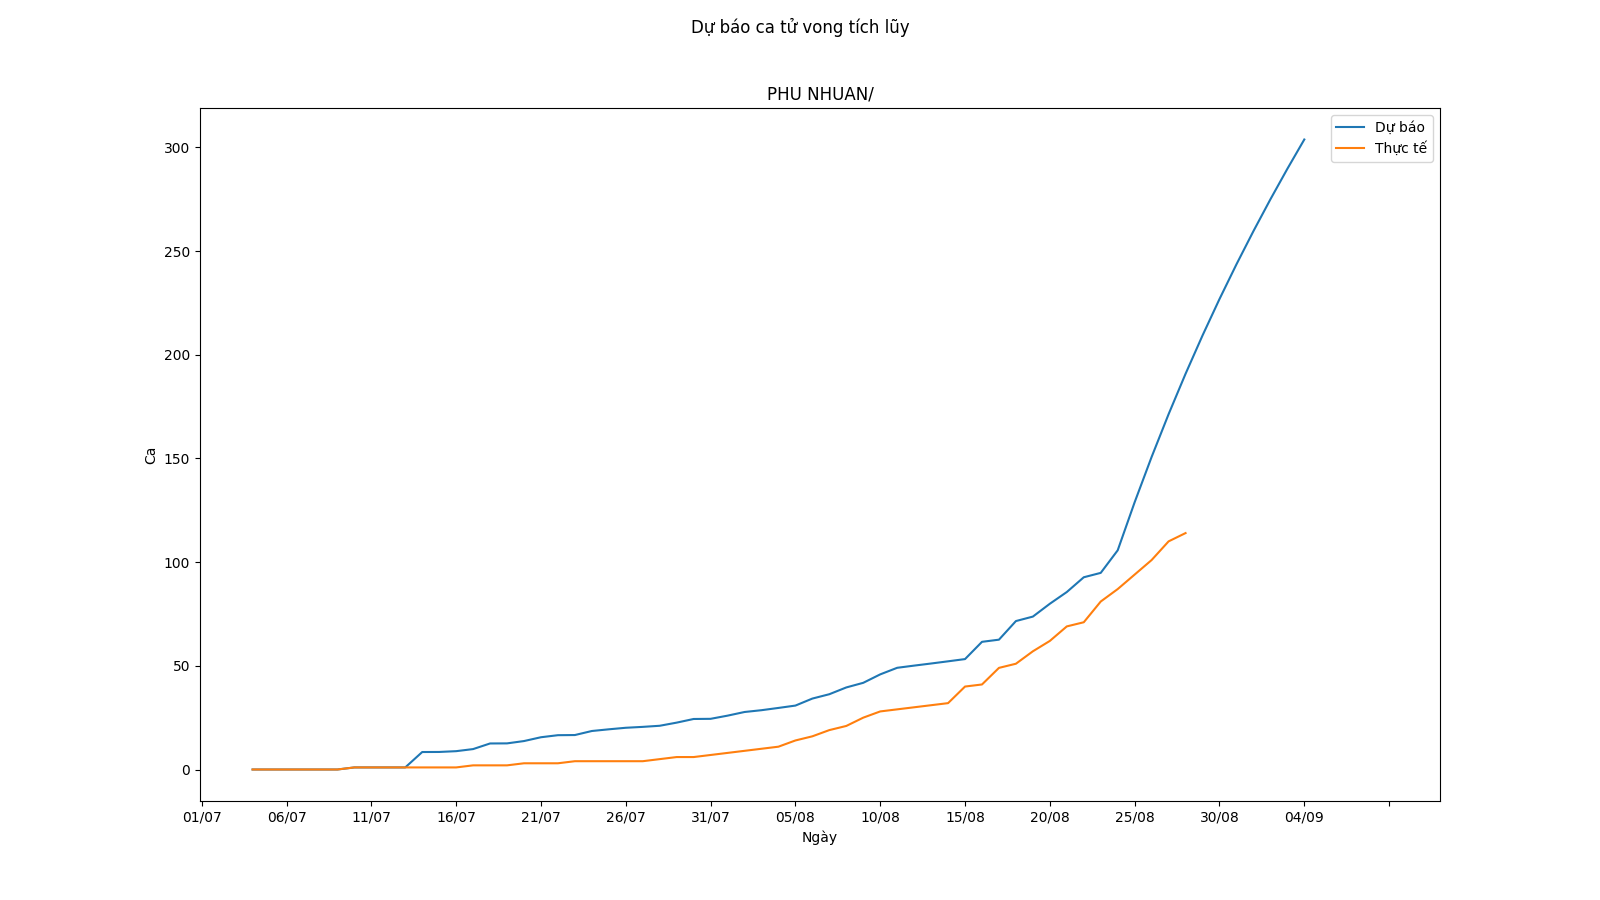 Dự báo ca tử vong tích lũy
PHU NHUAN/
Dự báo
Thực tế
300
250
200
150
100
50
0
Ca
01/07 06/07 11/07 16/07 21/07 26/07 31/07 05/08 10/08 15/08 20/08 25/08 30/08 04/09
Ngày